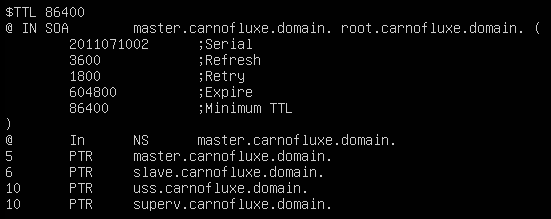 $TTL 86400
@ IN SOA master.carnofluxe.domain. root.carnofluxe.domain. (
2011071002 ;Serial
3600 ;Refresh
1800 ;Retry
604800 ;Expire
86400 ;Minimum TTL
)
@ In NS master.carnofluxe.domain.
5 PTR master.carnofluxe.domain.
6 PTR slave.carnofluxe.domain.
10 PTR uss.carnofluxe.domain.
10 PTR superv.carnofluxe.domain.